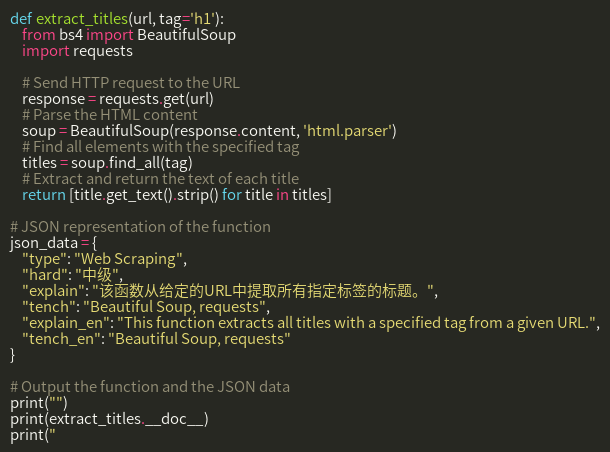 def extract_titles(url, tag='h1'):
    from bs4 import BeautifulSoup
    import requests

    # Send HTTP request to the URL
    response = requests.get(url)
    # Parse the HTML content
    soup = BeautifulSoup(response.content, 'html.parser')
    # Find all elements with the specified tag
    titles = soup.find_all(tag)
    # Extract and return the text of each title
    return [title.get_text().strip() for title in titles]

# JSON representation of the function
json_data = {
    "type": "Web Scraping",
    "hard": "中级",
    "explain": "该函数从给定的URL中提取所有指定标签的标题。",
    "tench": "Beautiful Soup, requests",
    "explain_en": "This function extracts all titles with a specified tag from a given URL.",
    "tench_en": "Beautiful Soup, requests"
}

# Output the function and the JSON data
print("")
print(extract_titles.__doc__)
print("